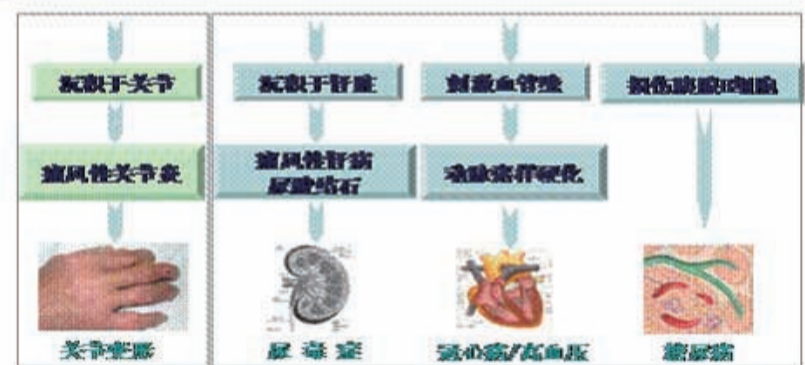 沉积于关节
沉积于肾脏
刺激血管壁
损伤胰腺B细胞
痛风性关节炎
痛风性肾病
尿酸结石
动脉粥样硬化
关节变形
尿毒症
冠心病/高血压
糖尿病